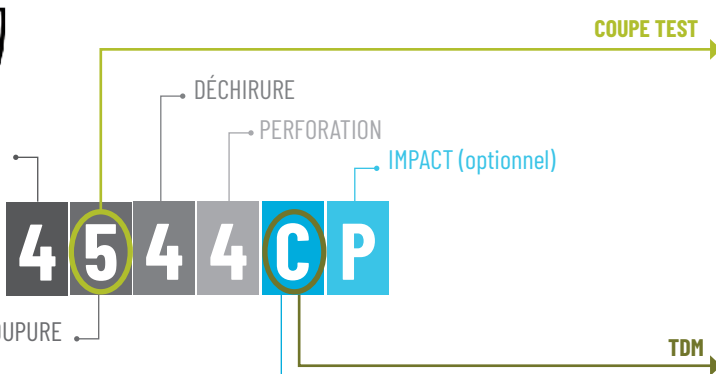 COUPE TEST
DÉCHIRURE
PERFORATION
IMPACT (optionnel)
4 5 4 4 C P
TDM